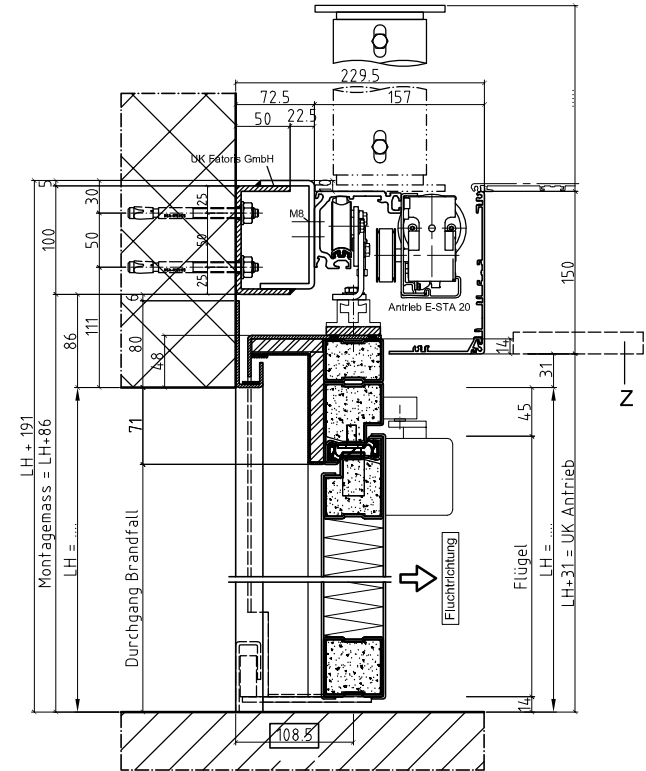 229.5
72.5
157
50
22.5
UK Fatoris GmbH
5
30
25
M8
100
50
50
150
25
Antrieb E-STA 20
6
86
111
80
48
14
31
Z
71
45
LH + 191
Montagemass = LH+86
LH = ....
Durchgang Brandfall
Fluchtrichtung
Flügel
LH = ....
LH+31 = UK Antrieb
14
108.5